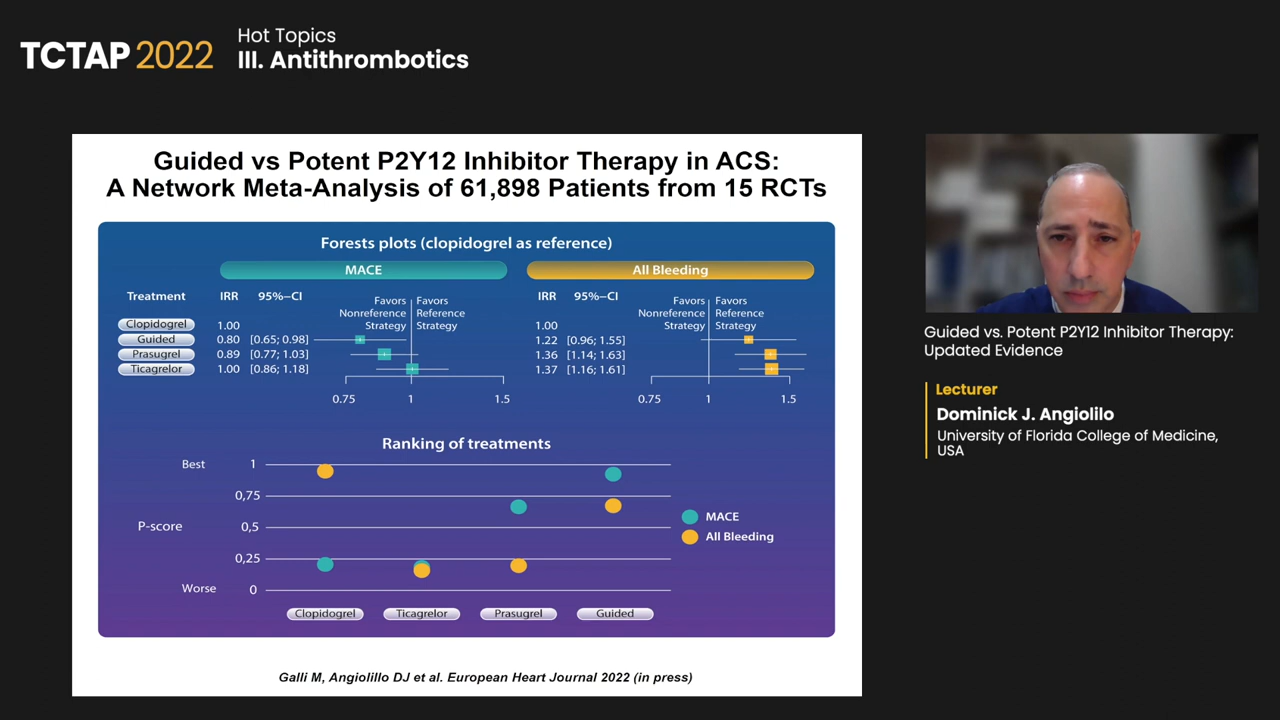 TCTAP 2022
Hot Topics
III. Antithrombotics
Guided vs Potent P2Y12 Inhibitor Therapy in ACS:
A Network Meta-Analysis of 61,898 Patients from 15 RCTs
Forests plots (clopidogrel as reference)
MACE
All Bleeding
Treatment IRR 95%–CI Favors Nonreference Strategy Favors Reference Strategy IRR 95%–CI Favors Nonreference Strategy Favors Reference Strategy
Clopidogrel 1.00 1.00
Guided 0.80 [0.65; 0.98] 1.22 [0.96; 1.55]
Prasugrel 0.89 [0.77; 1.03] 1.36 [1.14; 1.63]
Ticagrelor 1.00 [0.86; 1.18] 1.37 [1.16; 1.61]
0.75 1 1.5 0.75 1 1.5
Ranking of treatments
Best 1
0,75
P-score 0,5
0,25
Worse 0
MACE
All Bleeding
Clopidogrel Ticagrelor Prasugrel Guided
Galli M, Angiolillo DJ et al. European Heart Journal 2022 (in press)
Guided vs. Potent P2Y12 Inhibitor Therapy:
Updated Evidence
Lecturer
Dominick J. Angiolilo
University of Florida College of Medicine,
USA